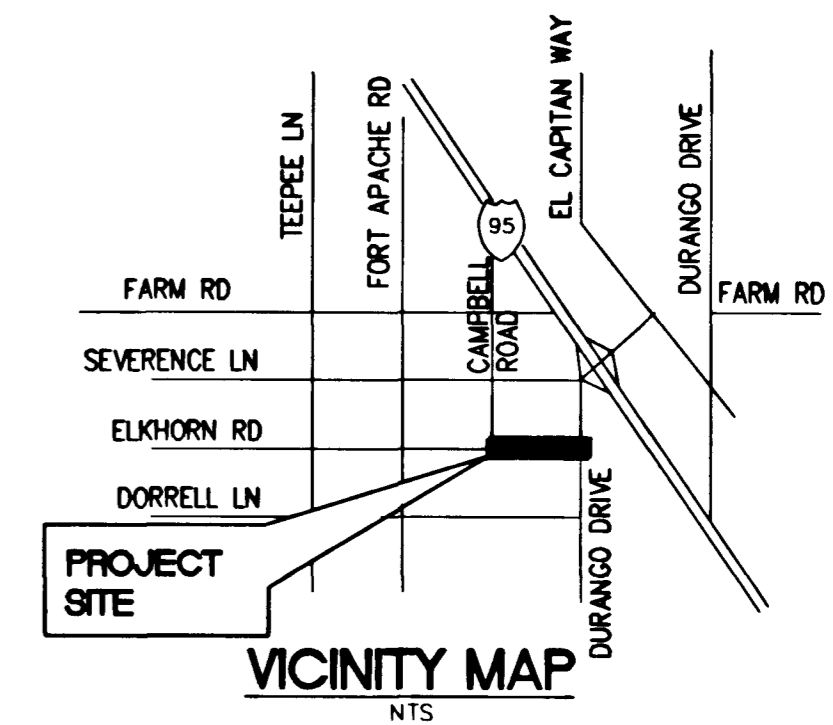 TEEPEE LN
FORT APACHE RD
EL CAPITAN WAY
DURANGO DRIVE
95
CAMPBELL
ROAD
FARM RD
FARM RD
SEVERENCE LN
ELKHORN RD
DORRELL LN
DURANGO DRIVE
PROJECT
SITE
VICINITY MAP
NTS